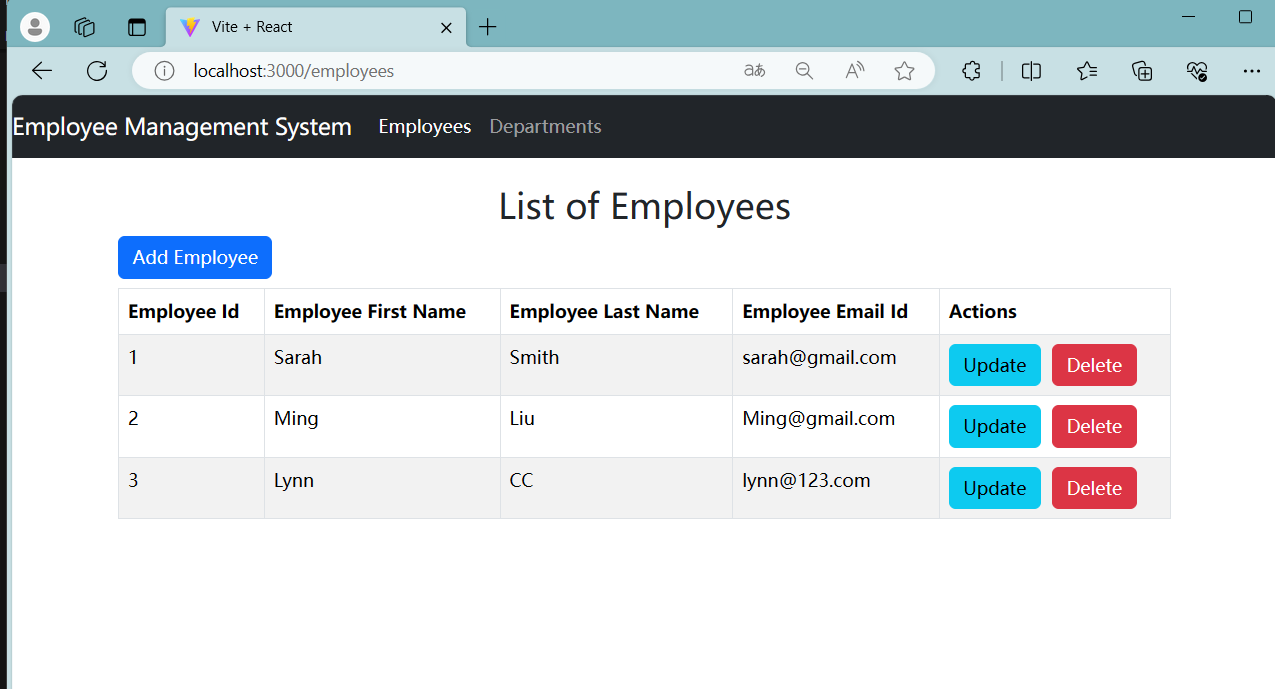 Vite + React
localhost:3000/employees
Employee Management System Employees Departments
List of Employees
Add Employee
Employee Id Employee First Name Employee Last Name Employee Email Id Actions
1 Sarah Smith sarah@gmail.com Update Delete
2 Ming Liu Ming@gmail.com Update Delete
3 Lynn CC lynn@123.com Update Delete